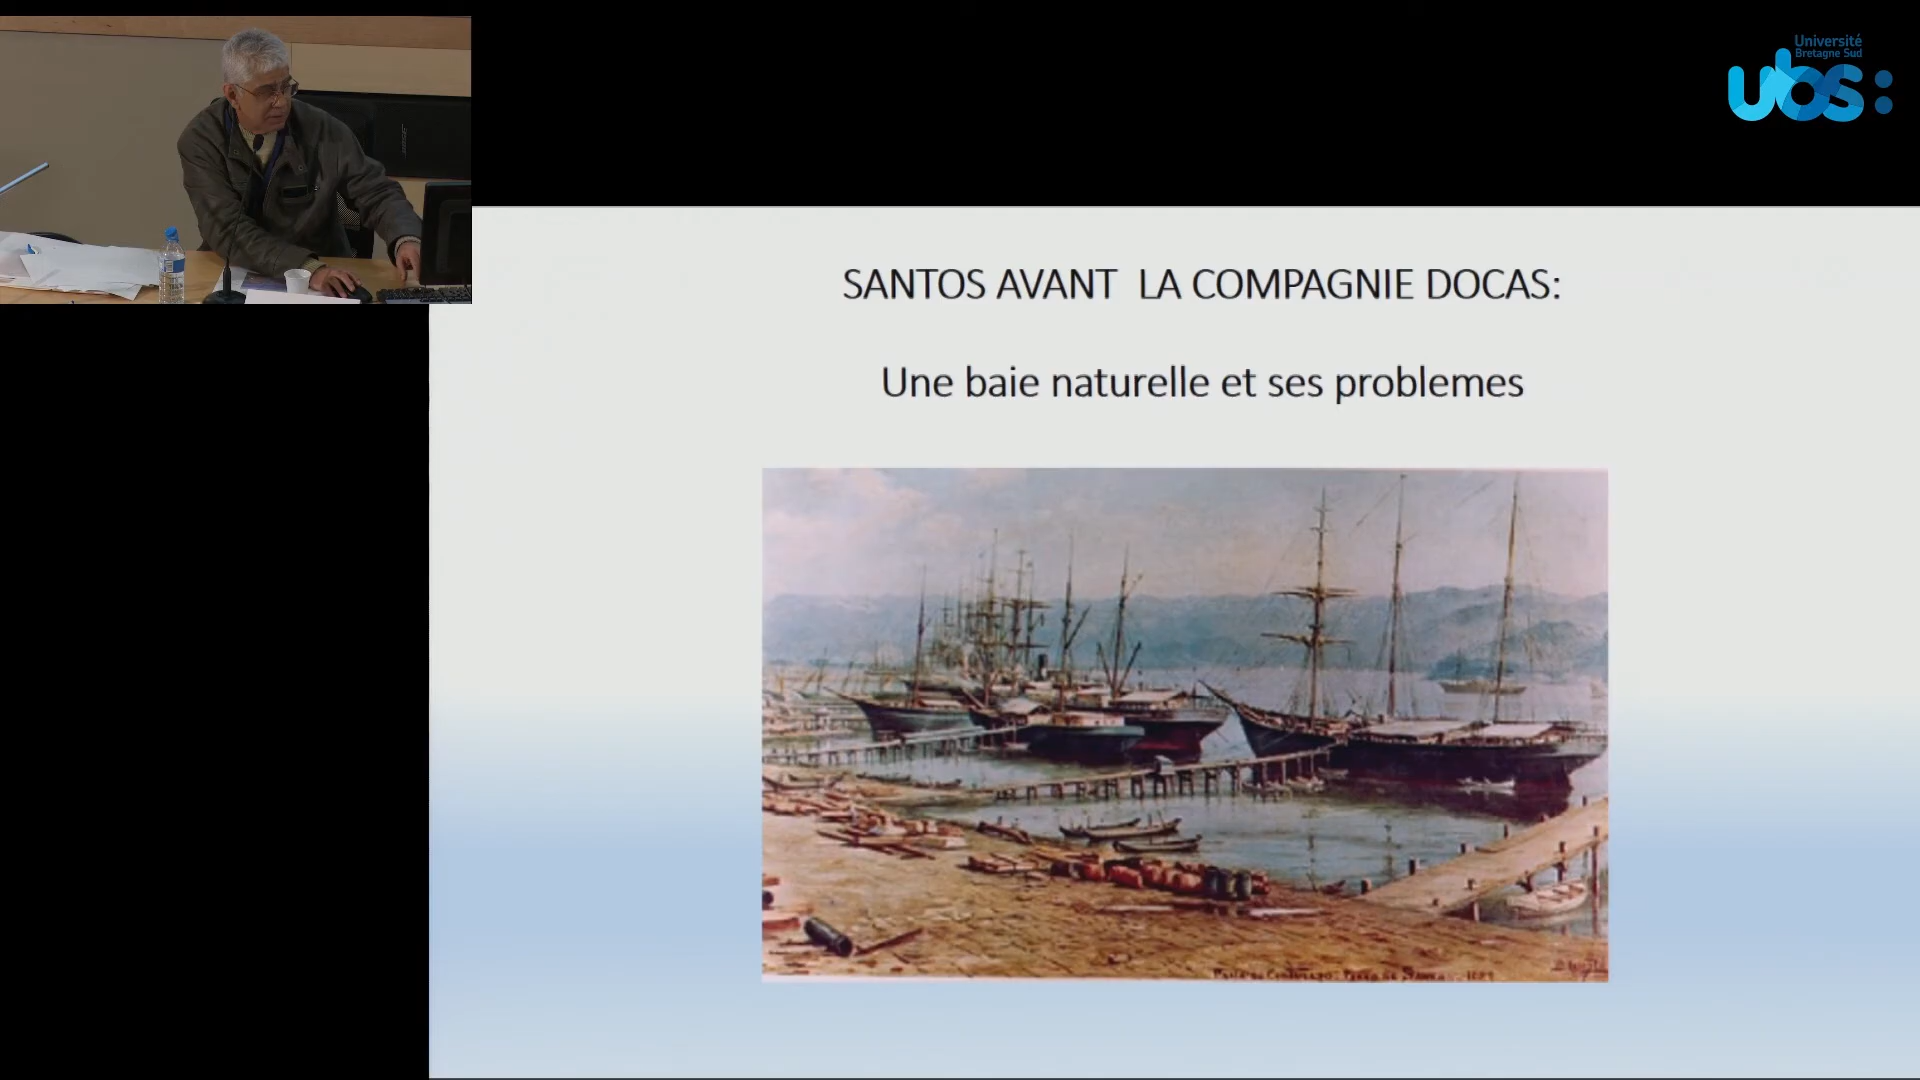 Université
Bretagne Sud
ubs:
SANTOS AVANT LA COMPAGNIE DOCAS:
Une baie naturelle et ses problemes